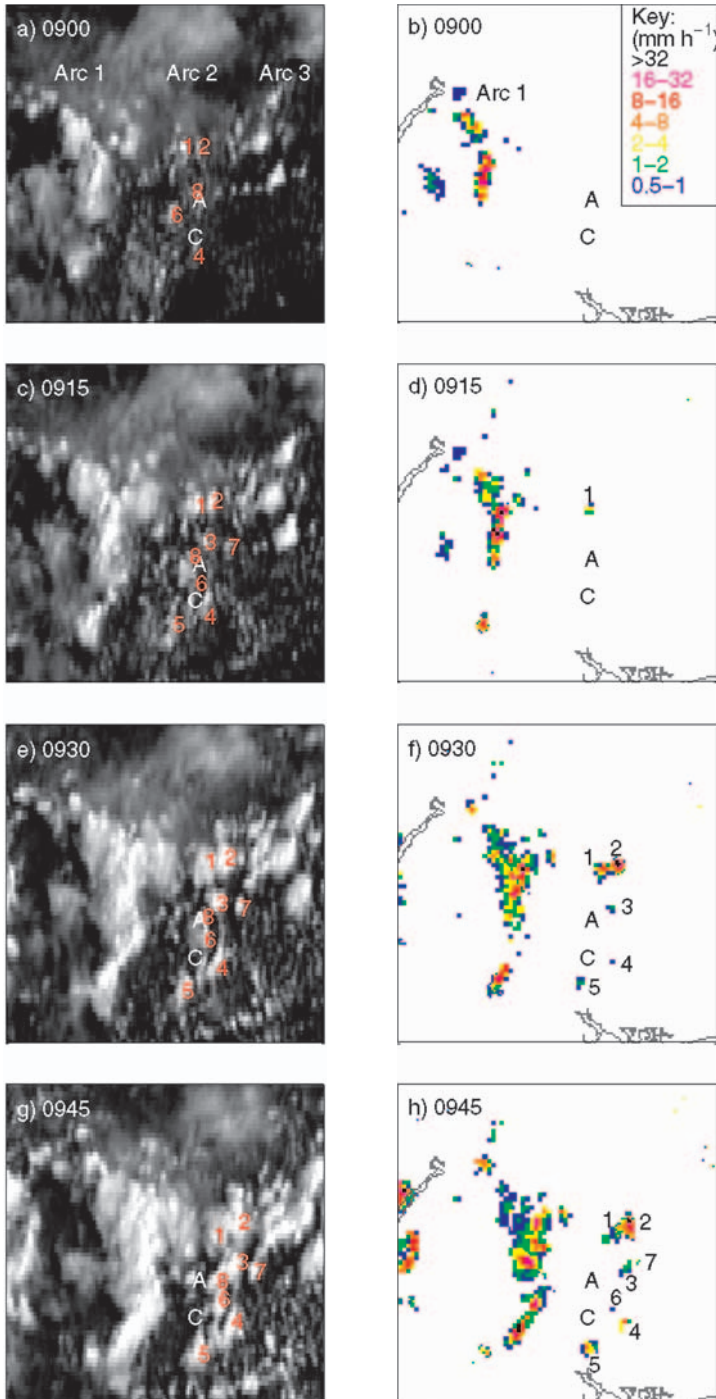 a) 0900
Arc 1 Arc 2 Arc 3
1 2
8
A
6
C
4
b) 0900
Arc 1
A
C
Key:
(mm h⁻¹)
>32
16–32
8–16
4–8
2–4
1–2
0.5–1
c) 0915
1 2
3 7
8
A
6
C
5 4
d) 0915
1
A
C
e) 0930
1 2
3 7
8
A
6
C
4
5
f) 0930
1 2
3
A
C
4
5
g) 0945
2
1
3 7
A
6
C
4
5
h) 0945
1 2
7
A 3
C 6
4
5